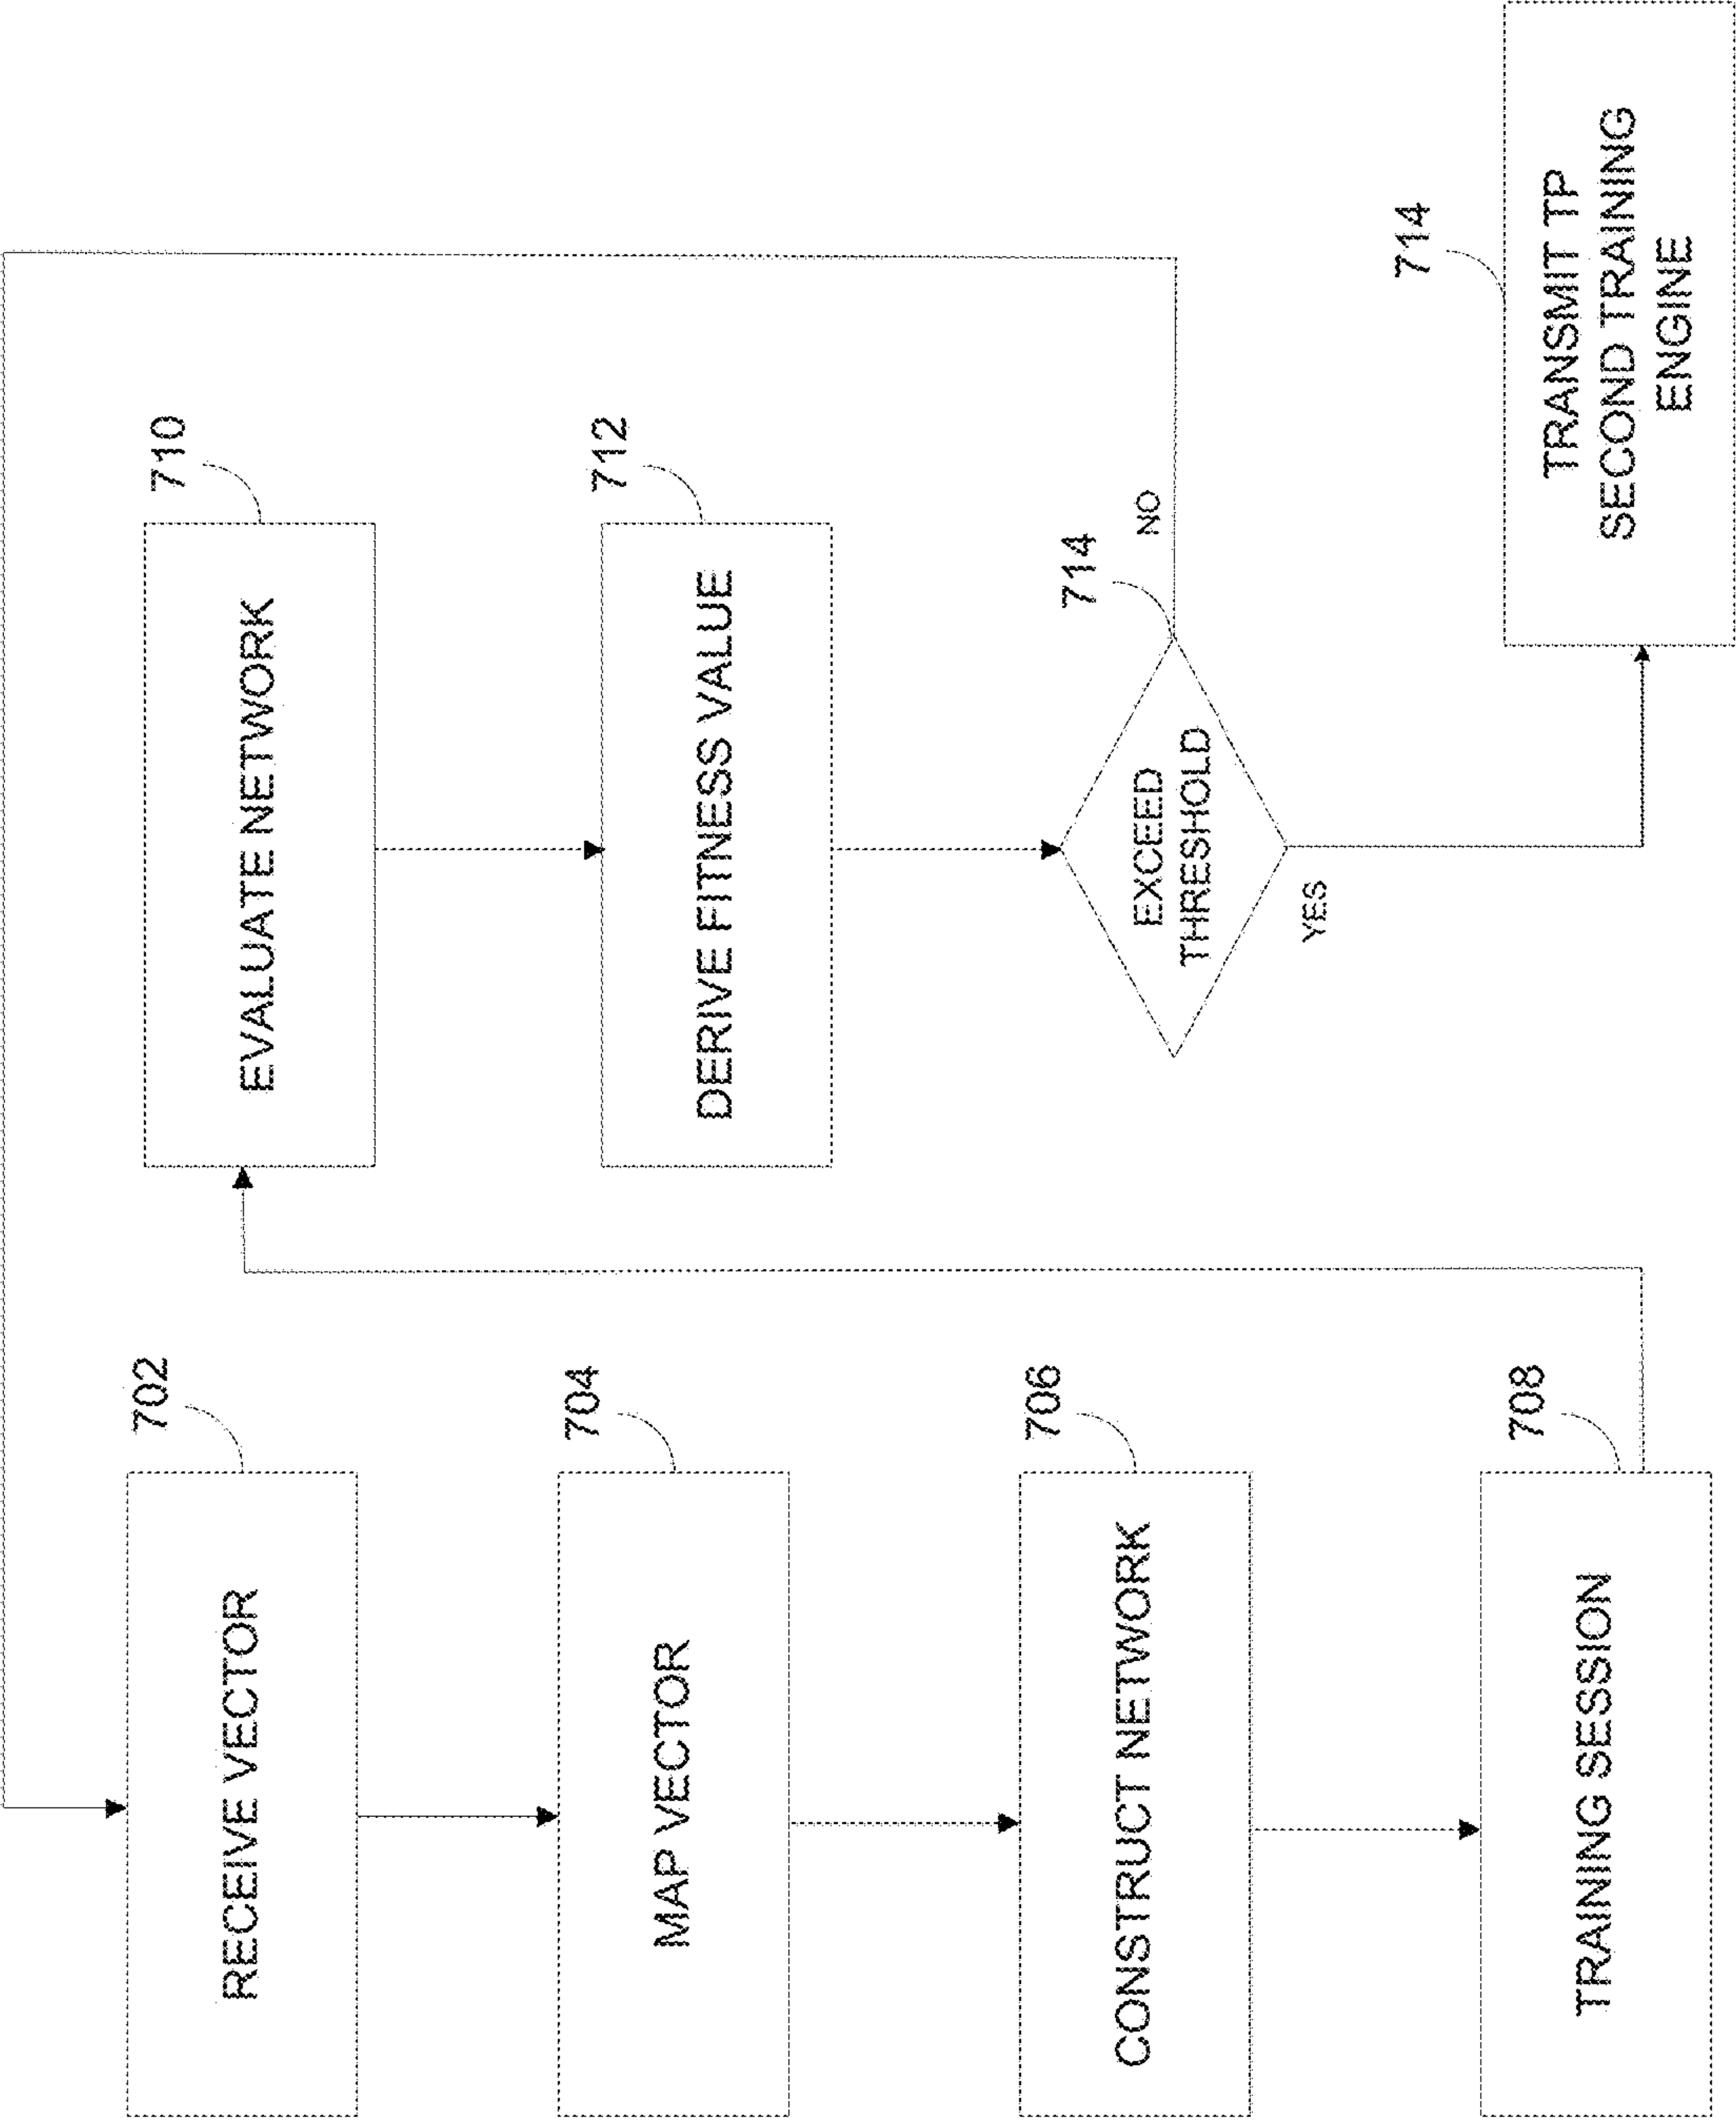 702
RECEIVE VECTOR
704
MAP VECTOR
706
CONSTRUCT NETWORK
708
TRAINING SESSION
710
EVALUATE NETWORK
712
DERIVE FITNESS VALUE
714
EXCEED
THRESHOLD
NO
YES
714
TRANSMIT TP
SECOND TRAINING
ENGINE